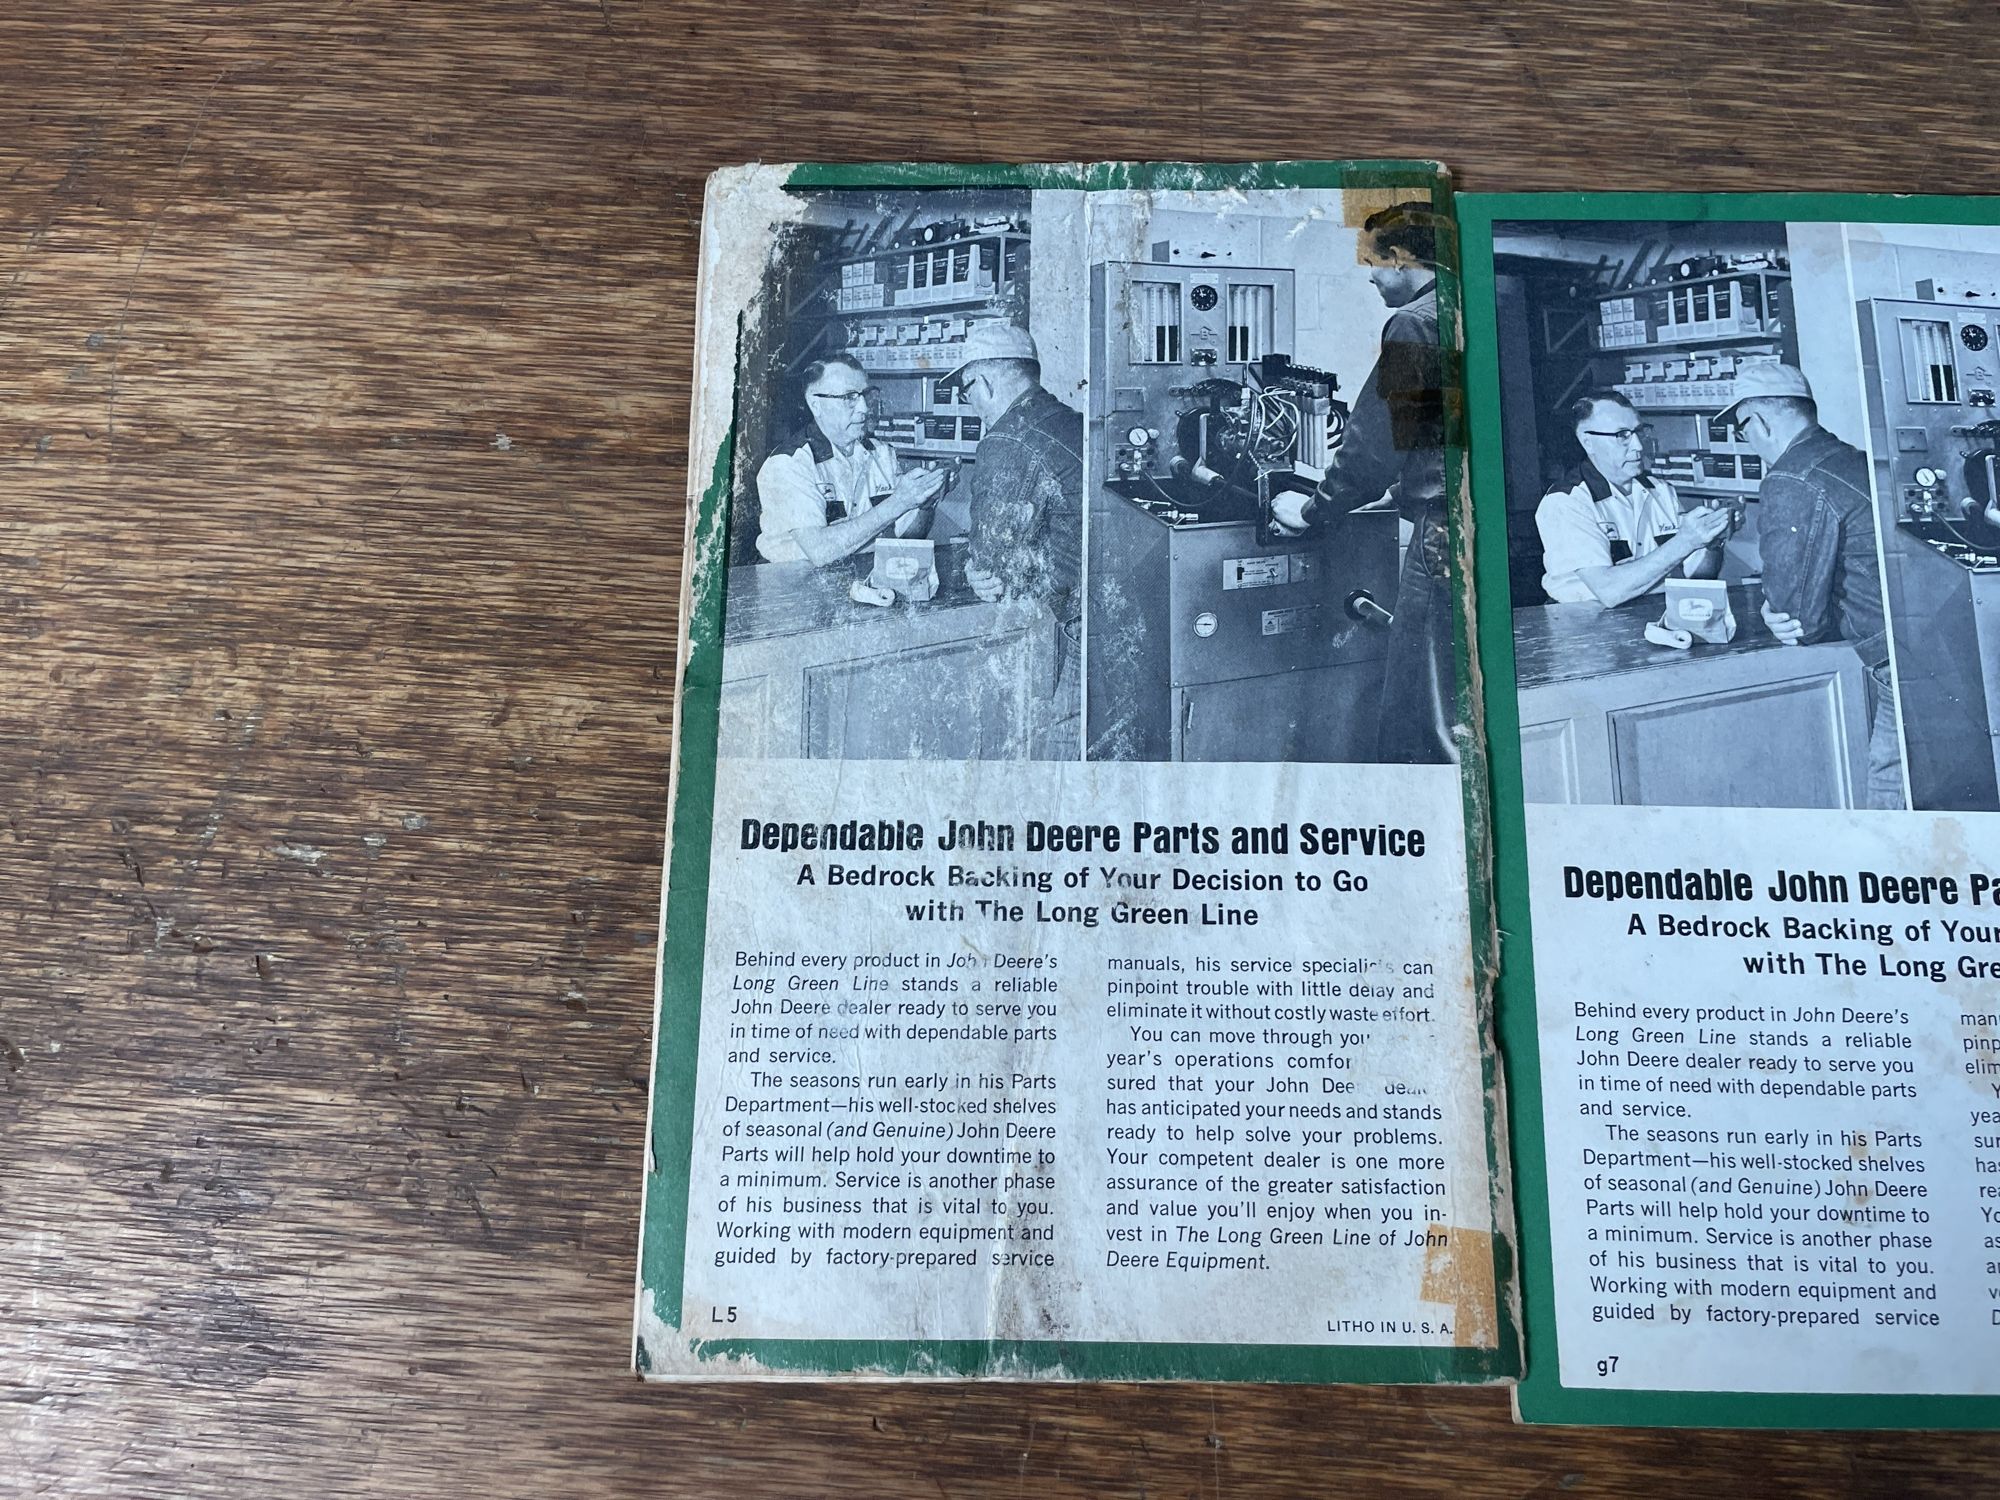 Dependable John Deere Parts and Service
A Bedrock Backing of Your Decision to Go
with The Long Green Line
Behind every product in John Deere's
Long Green Line stands a reliable
John Deere dealer ready to serve you
in time of need with dependable parts
and service.
The seasons run early in his Parts
Department—his well-stocked shelves
of seasonal (and Genuine) John Deere
Parts will help hold your downtime to
a minimum. Service is another phase
of his business that is vital to you.
Working with modern equipment and
guided by factory-prepared service
manuals, his service specialists can
pinpoint trouble with little delay and
eliminate it without costly waste effort.
You can move through
year's operations
sured that your John Deere
has anticipated your needs and stands
ready to help solve your problems.
Your competent dealer is one more
assurance of the greater satisfaction
and value you'll enjoy when you in-
vest in The Long Green Line of John
Deere Equipment.
L5
LITHO IN U. S. A.
Dependable John Deere
A Bedrock Backing of Your
with The Long
Behind every product in John Deere's
Long Green Line stands a reliable
John Deere dealer ready to serve you
in time of need with dependable parts
and service.
The seasons run early in his Parts
Department—his well-stocked shelves
of seasonal (and Genuine) John Deere
Parts will help hold your downtime to
a minimum. Service is another phase
of his business that is vital to you.
Working with modern equipment and
guided by factory-prepared service
g7